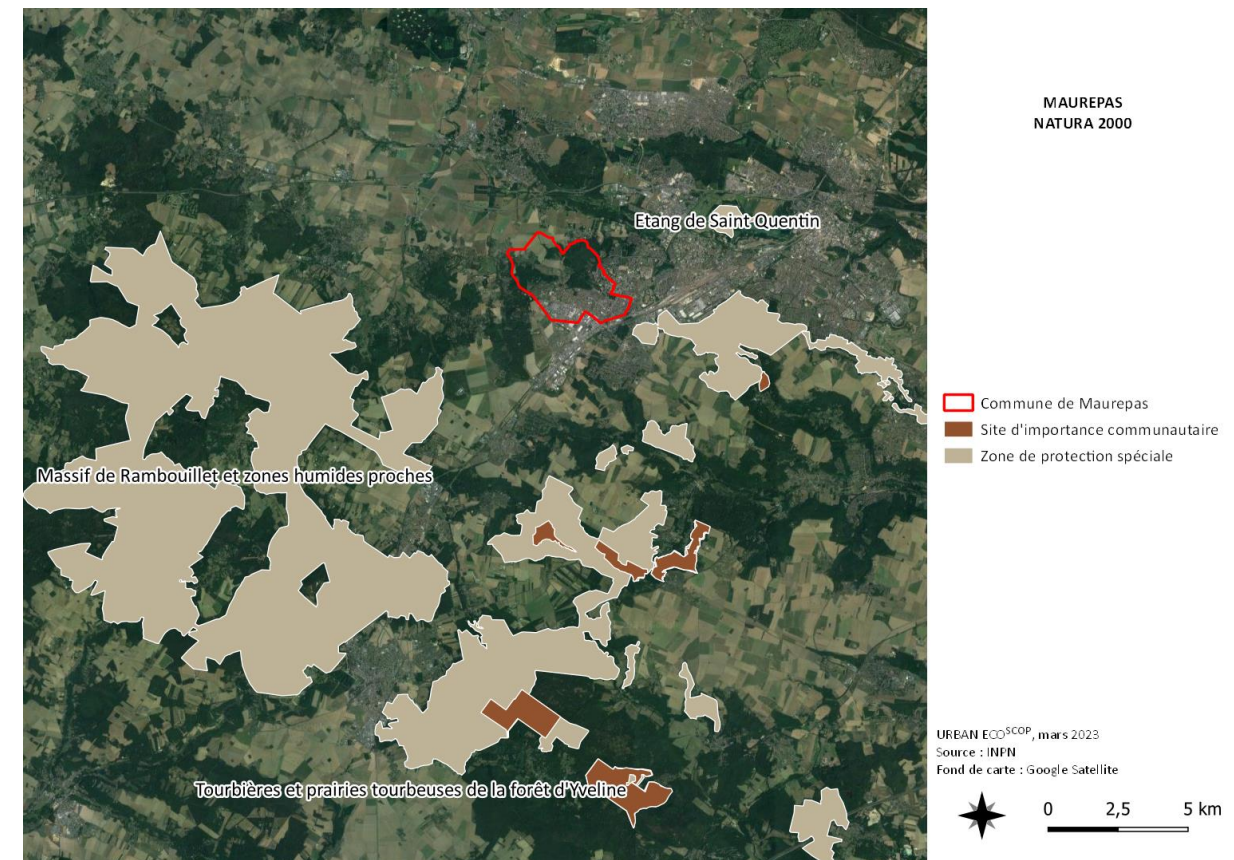 MAUREPAS
NATURA 2000
Etang de Saint-Quentin
Commune de Maurepas
Site d'importance communautaire
Zone de protection spéciale
Massif de Rambouillet et zones humides proches
Tourbières et prairies tourbeuses de la forêt d'Yveline
URBAN ECOSCOP, mars 2023
Source : INPN
Fond de carte : Google Satellite
0 2,5 5 km